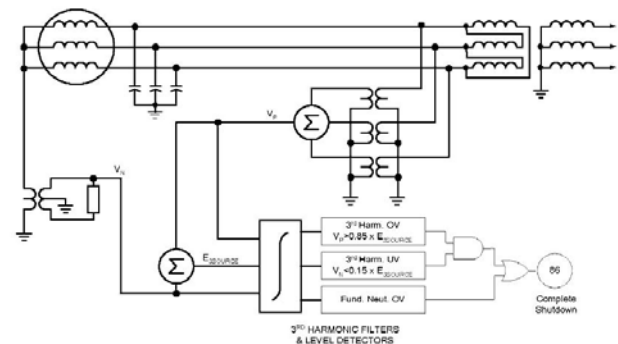 Σ
V_P
V_N
Σ
E_3SOURCE
3RD Harm. OV
V_P>0.85 x E_3SOURCE
3RD Harm. UV
V_N<0.15 x E_3SOURCE
Fund. Neut. OV
86
Complete
Shutdown
3RD HARMONIC FILTERS
& LEVEL DETECTORS